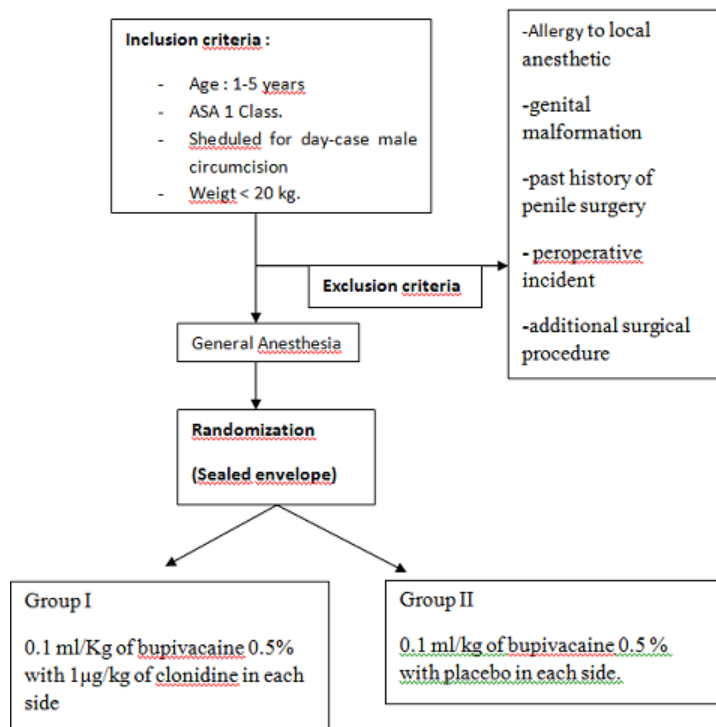 Inclusion criteria :
- Age : 1-5 years
- ASA 1 Class.
- Sheduled for day-case male
circumcision
- Weigt < 20 kg.
-Allergy to local
anesthetic
-genital
malformation
-past history of
penile surgery
- peroperative
incident
-additional surgical
procedure
Exclusion criteria
General Anesthesia
Randomization
(Sealed envelope)
Group I
0.1 ml/Kg of bupivacaine 0.5%
with 1µg/kg of clonidine in each
side
Group II
0.1 ml/kg of bupivacaine 0.5 %
with placebo in each side.